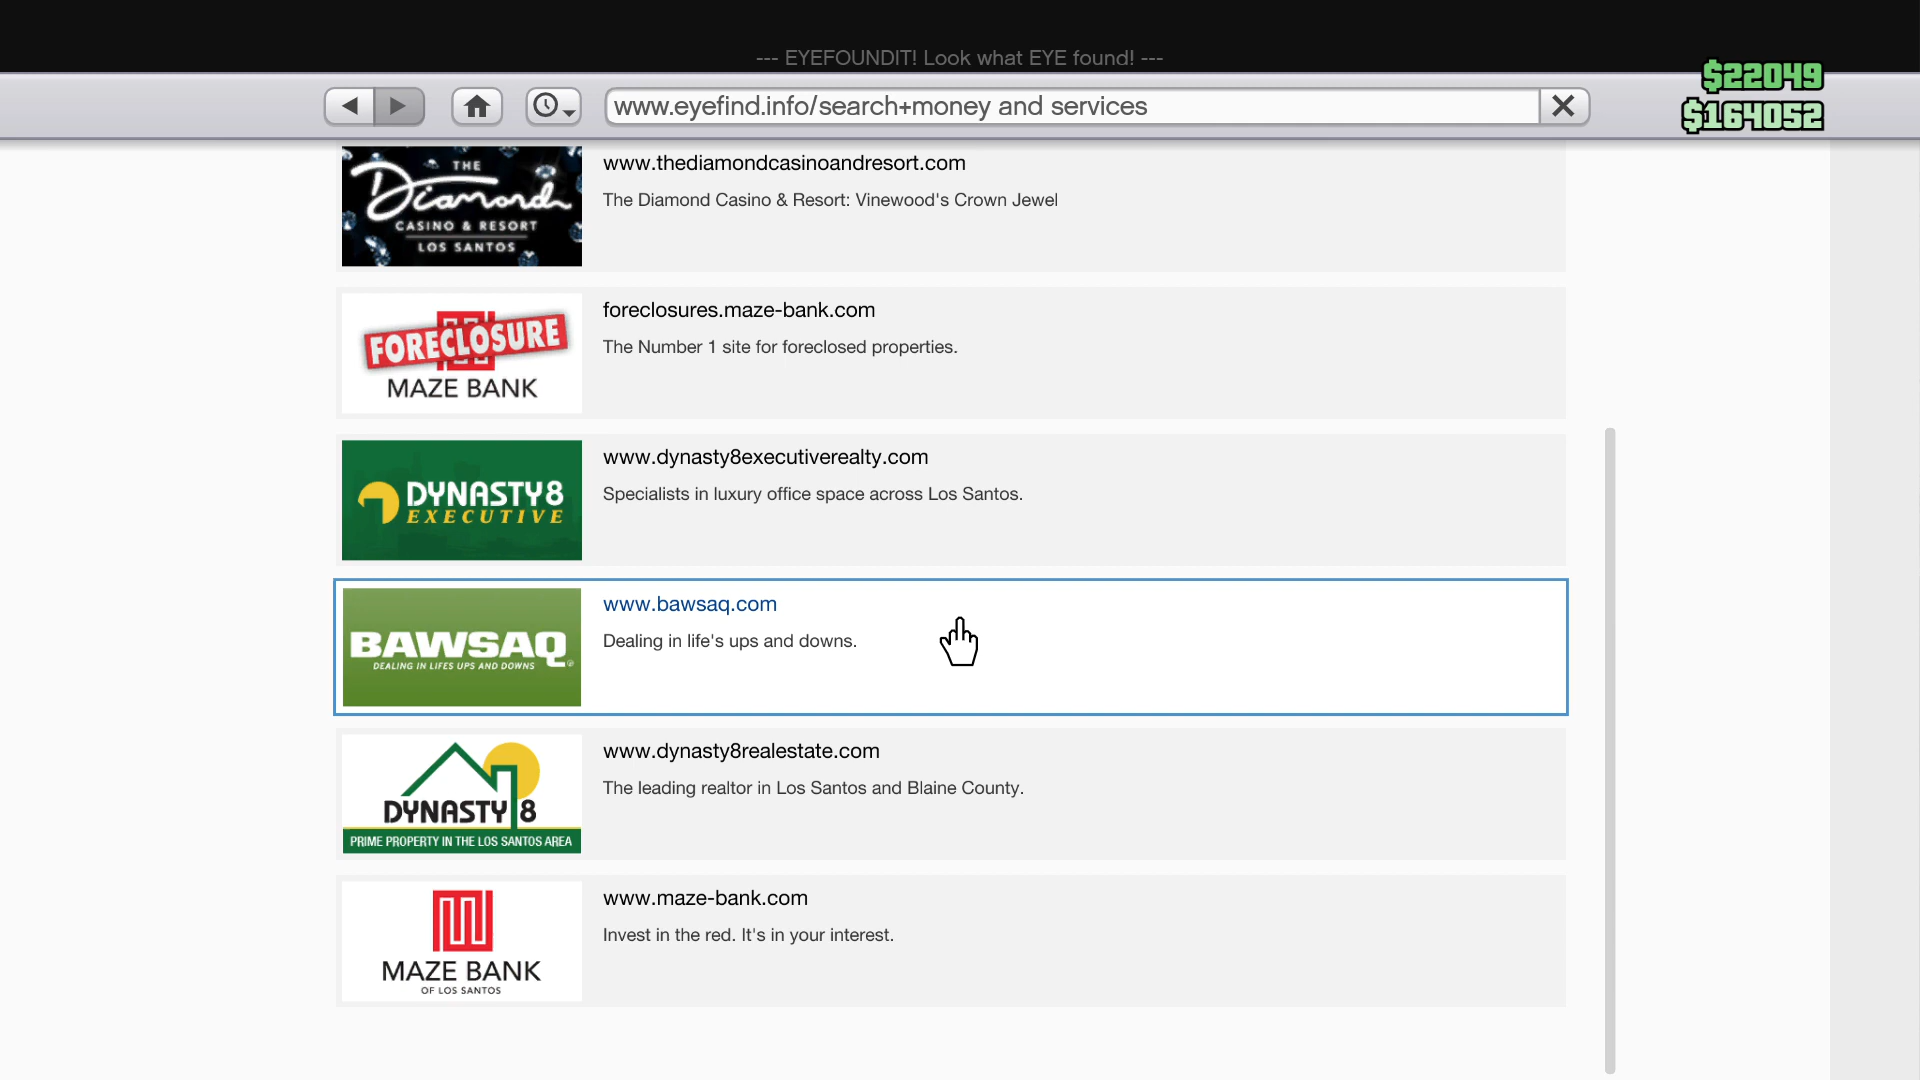 --- EYEFOUNDIT! Look what EYE found! ---
$22049
www.eyefind.info/search+money and services
$164052
THE
Diamond
CASINO & RESORT
LOS SANTOS
www.thediamondcasinoandresort.com
The Diamond Casino & Resort: Vinewood's Crown Jewel
FORECLOSURE
MAZE BANK
foreclosures.maze-bank.com
The Number 1 site for foreclosed properties.
DYNASTY 8
EXECUTIVE
www.dynasty8executiverealty.com
Specialists in luxury office space across Los Santos.
BAWSAQ
DEALING IN LIFES UPS AND DOWNS
www.bawsaq.com
Dealing in life's ups and downs.
DYNASTY 8
PRIME PROPERTY IN THE LOS SANTOS AREA
www.dynasty8realestate.com
The leading realtor in Los Santos and Blaine County.
MAZE BANK
OF LOS SANTOS
www.maze-bank.com
Invest in the red. It's in your interest.